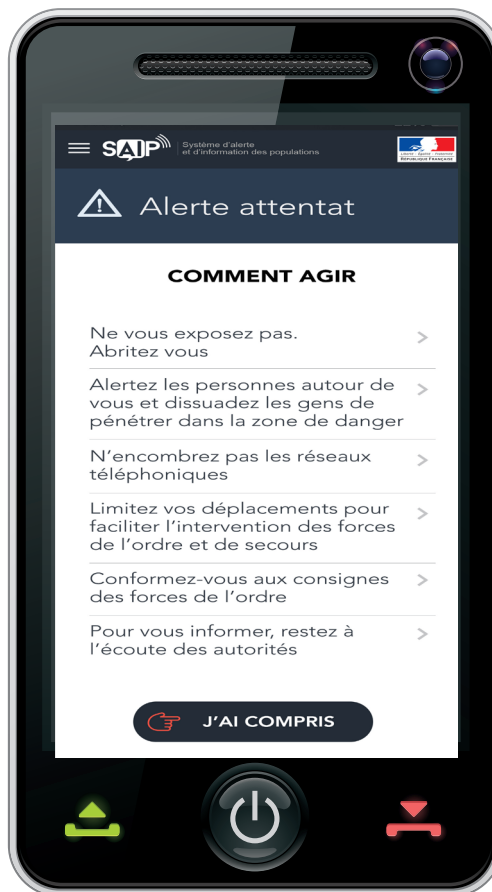 SAIP
Système d'alerte
et d'information des populations
RÉPUBLIQUE FRANÇAISE
Alerte attentat
COMMENT AGIR
Ne vous exposez pas.
Abritez vous
Alertez les personnes autour de
vous et dissuadez les gens de
pénétrer dans la zone de danger
N'encombrez pas les réseaux
téléphoniques
Limitez vos déplacements pour
faciliter l'intervention des forces
de l'ordre et de secours
Conformez-vous aux consignes
des forces de l'ordre
Pour vous informer, restez à
l'écoute des autorités
J'AI COMPRIS